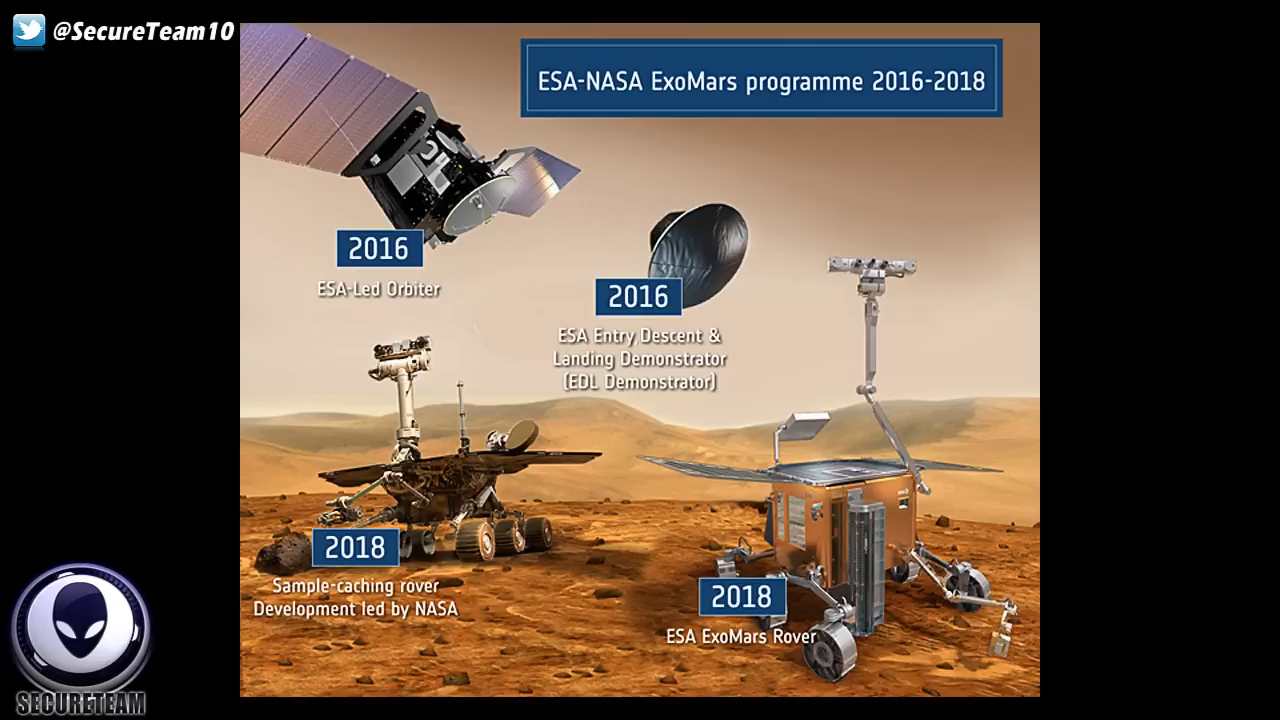 @SecureTeam10
ESA-NASA ExoMars programme 2016-2018
2016
ESA-Led Orbiter
2016
ESA Entry Descent &
Landing Demonstrator
(EDL Demonstrator)
2018
Sample-caching rover
Development led by NASA
2018
ESA ExoMars Rover
SECURETEAM